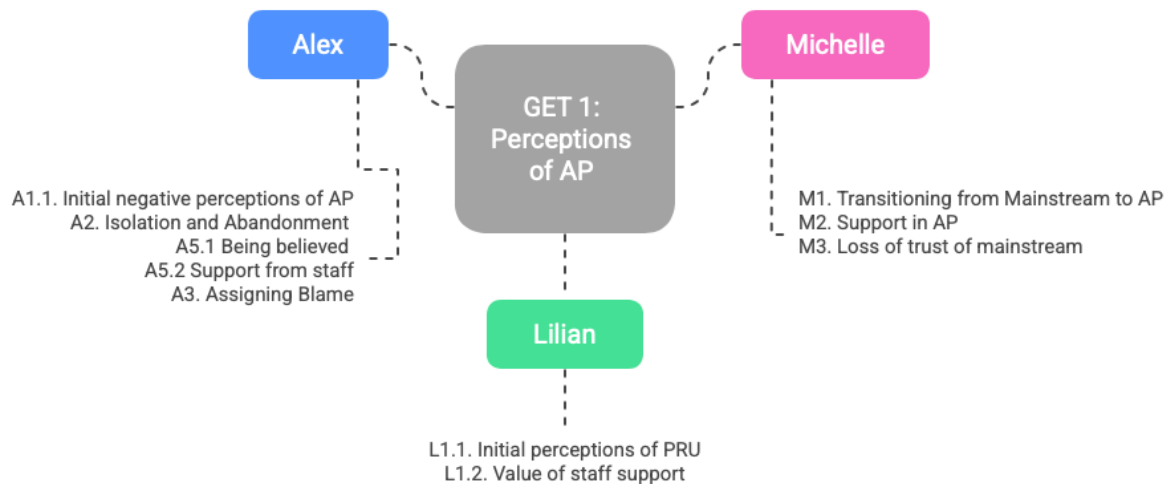 Alex
Michelle
GET 1:
Perceptions
of AP
A1.1. Initial negative perceptions of AP
A2. Isolation and Abandonment
A5.1 Being believed
A5.2 Support from staff
A3. Assigning Blame
M1. Transitioning from Mainstream to AP
M2. Support in AP
M3. Loss of trust of mainstream
Lilian
L1.1. Initial perceptions of PRU
L1.2. Value of staff support